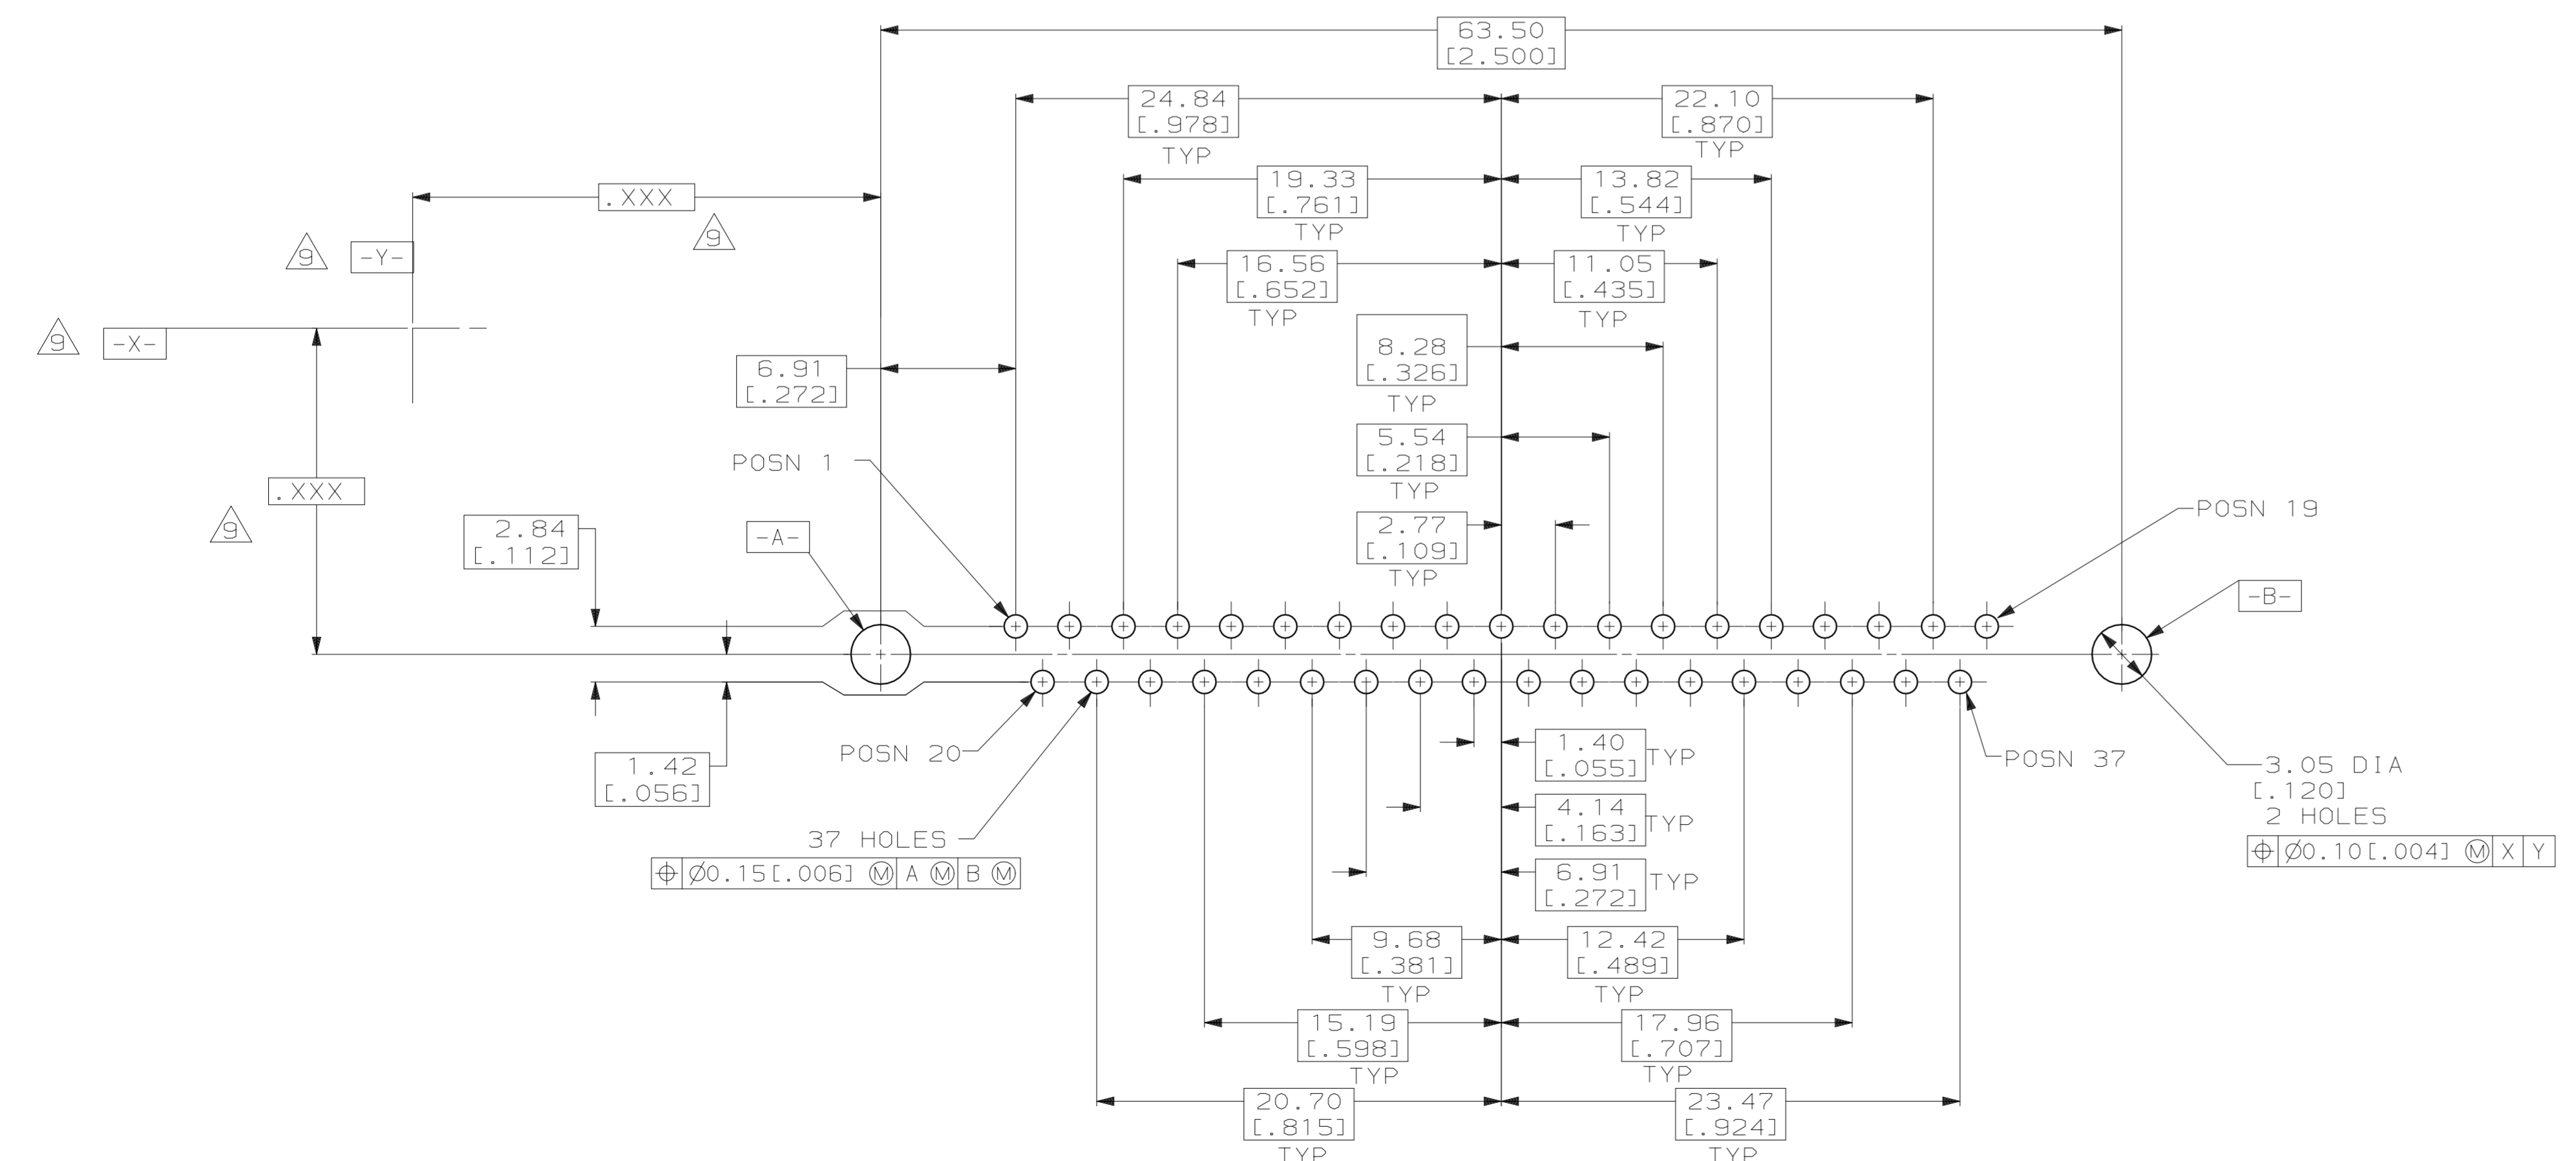 63.50
[2.500]
24.84
[.978]
TYP
22.10
[.870]
TYP
19.33
[.761]
TYP
13.82
[.544]
TYP
.XXX
9
9
-Y-
16.56
[.652]
TYP
11.05
[.435]
TYP
9
-X-
8.28
[.326]
TYP
6.91
[.272]
5.54
[.218]
TYP
POSN 1
.XXX
9
2.84
[.112]
-A-
2.77
[.109]
TYP
POSN 19
-B-
1.42
[.056]
POSN 20
1.40
[.055]
TYP
POSN 37
3.05 DIA
[.120]
2 HOLES
⌖ Ø0.10[.004] Ⓜ X Y
4.14
[.163]
TYP
37 HOLES
⌖ Ø0.15[.006] Ⓜ A Ⓜ B Ⓜ
6.91
[.272]
TYP
9.68
[.381]
TYP
12.42
[.489]
TYP
15.19
[.598]
TYP
17.96
[.707]
TYP
20.70
[.815]
TYP
23.47
[.924]
TYP